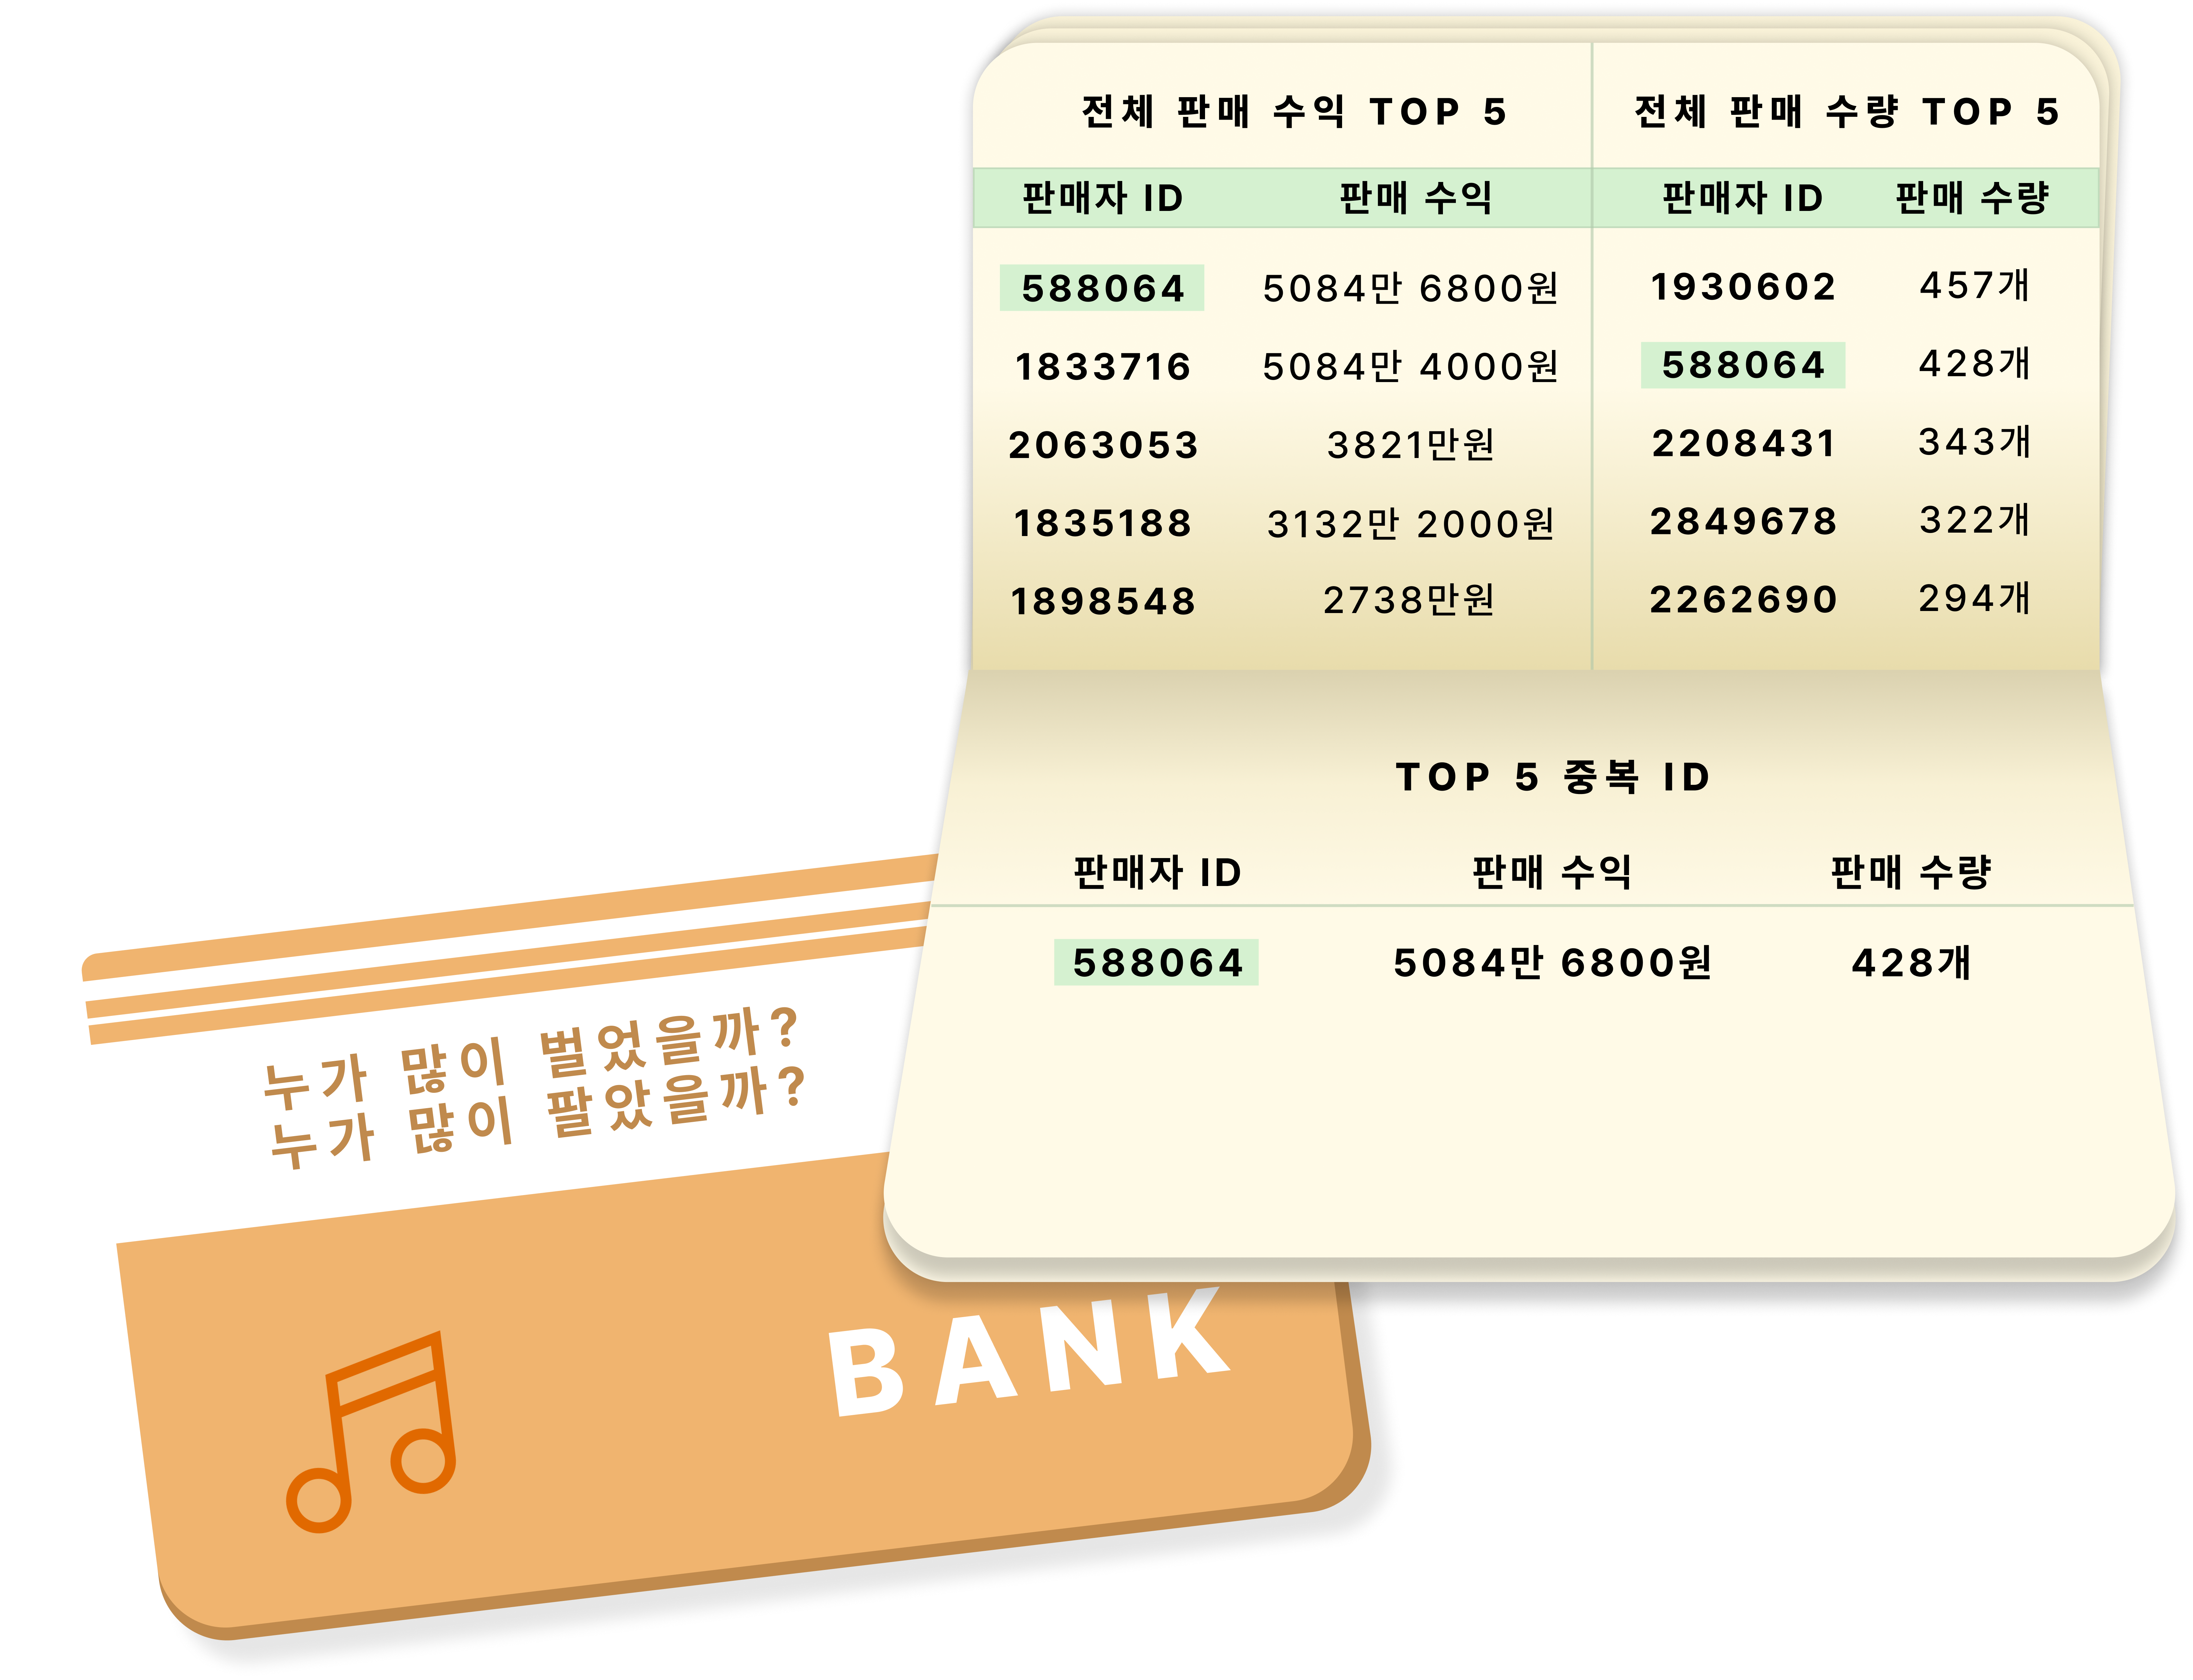 전체 판매 수익 TOP 5
전체 판매 수량 TOP 5
판매자 ID 판매 수익 판매자 ID 판매 수량
588064 5084만 6800원 1930602 457개
1833716 5084만 4000원 588064 428개
2063053 3821만원 2208431 343개
1835188 3132만 2000원 2849678 322개
1898548 2738만원 2262690 294개
TOP 5 중복 ID
판매자 ID 판매 수익 판매 수량
588064 5084만 6800원 428개
누가 많이 벌었을까?
누가 많이 팔았을까?
BANK